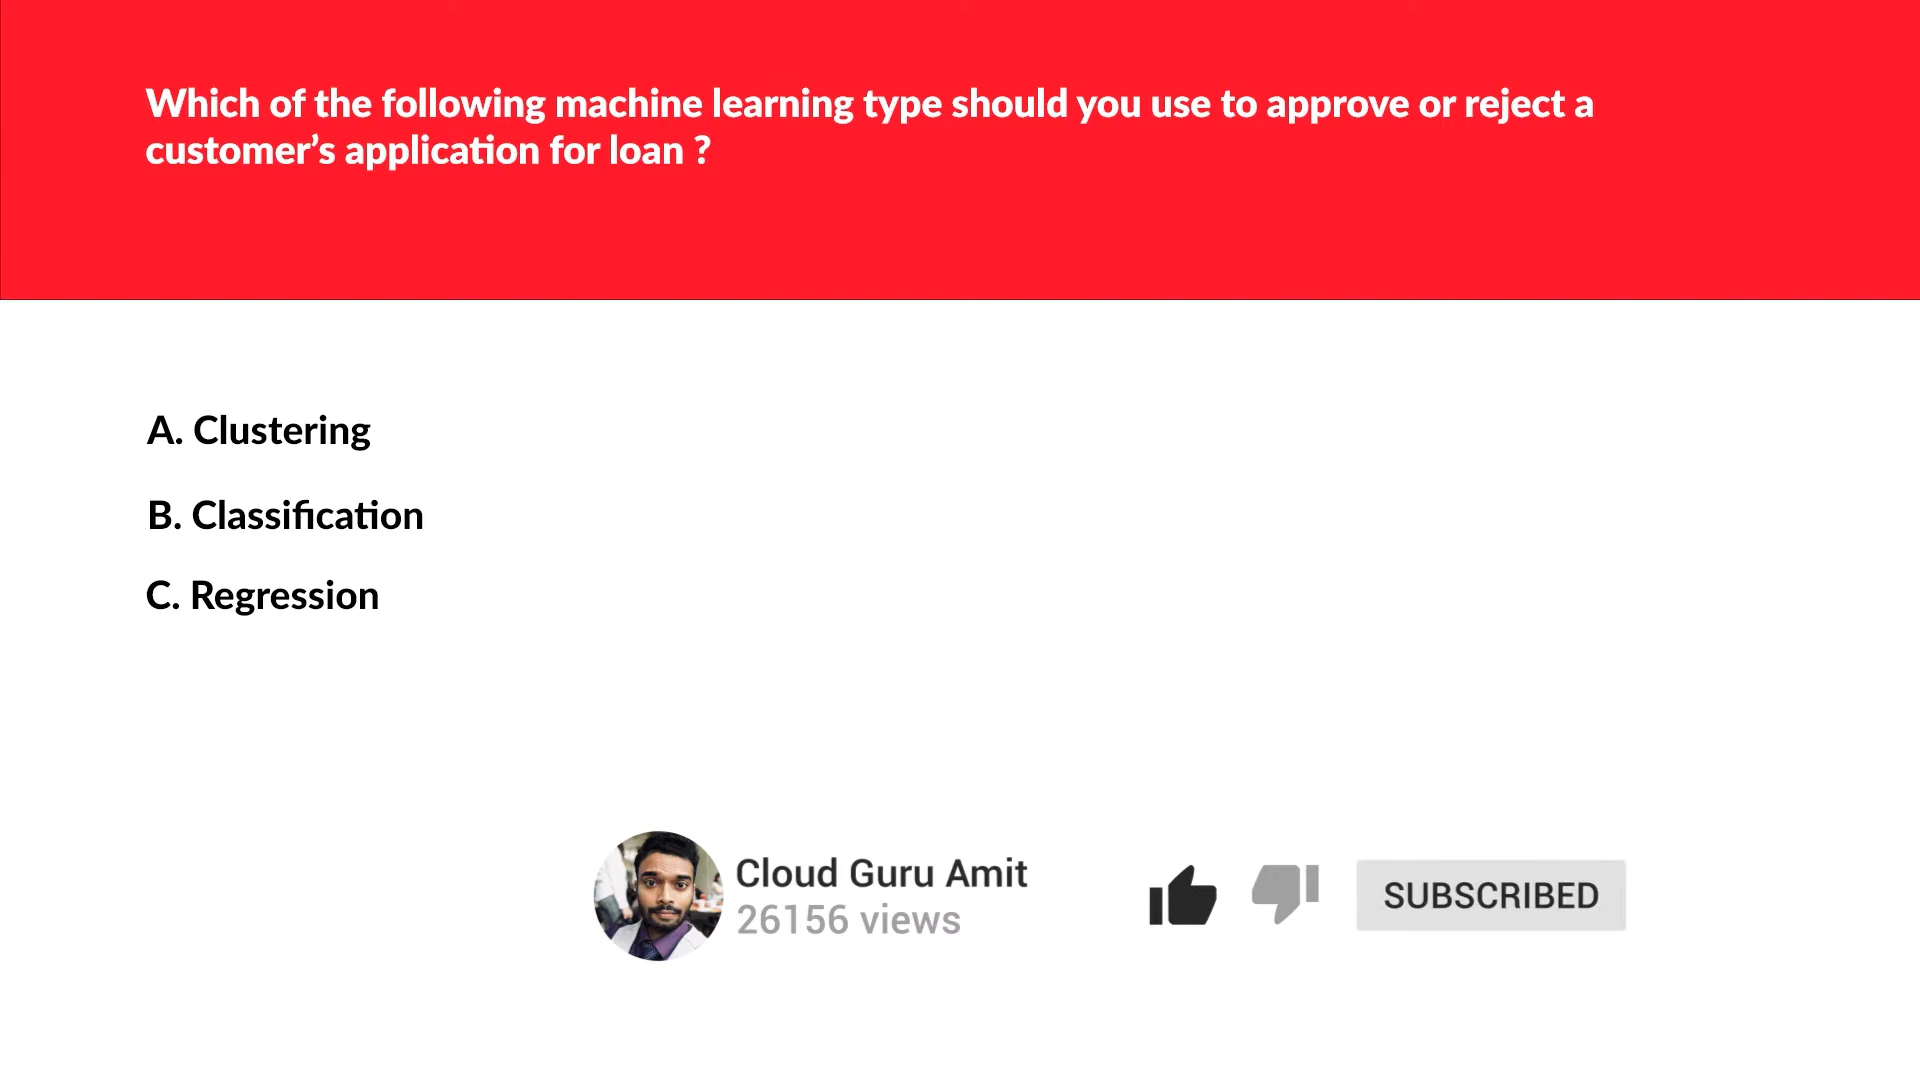 Which of the following machine learning type should you use to approve or reject a
customer’s application for loan ?
A. Clustering
B. Classification
C. Regression
Cloud Guru Amit
26156 views
SUBSCRIBED